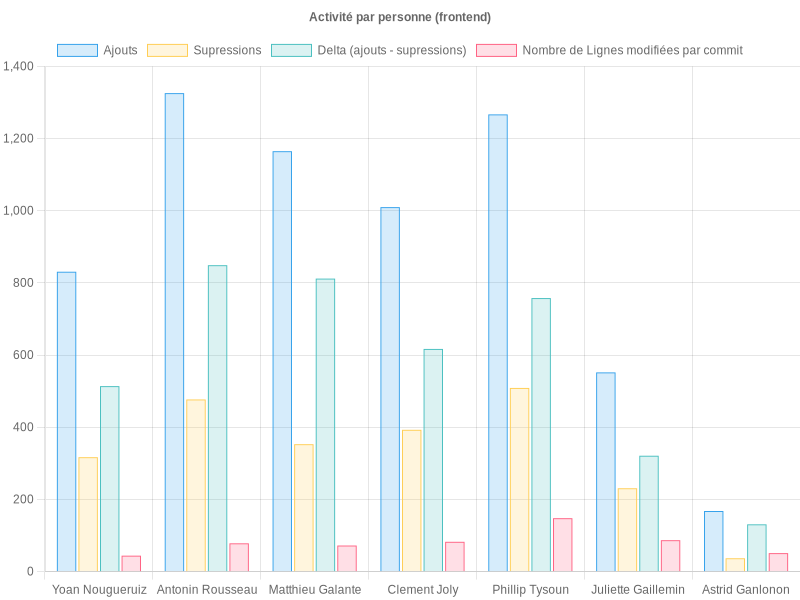 Activité par personne (frontend)
Ajouts Supressions Delta (ajouts - supressions) Nombre de Lignes modifiées par commit
1,400
1,200
1,000
800
600
400
200
0
Yoan Nougueruiz Antonin Rousseau Matthieu Galante Clement Joly Phillip Tysoun Juliette Gaillemin Astrid Ganlonon